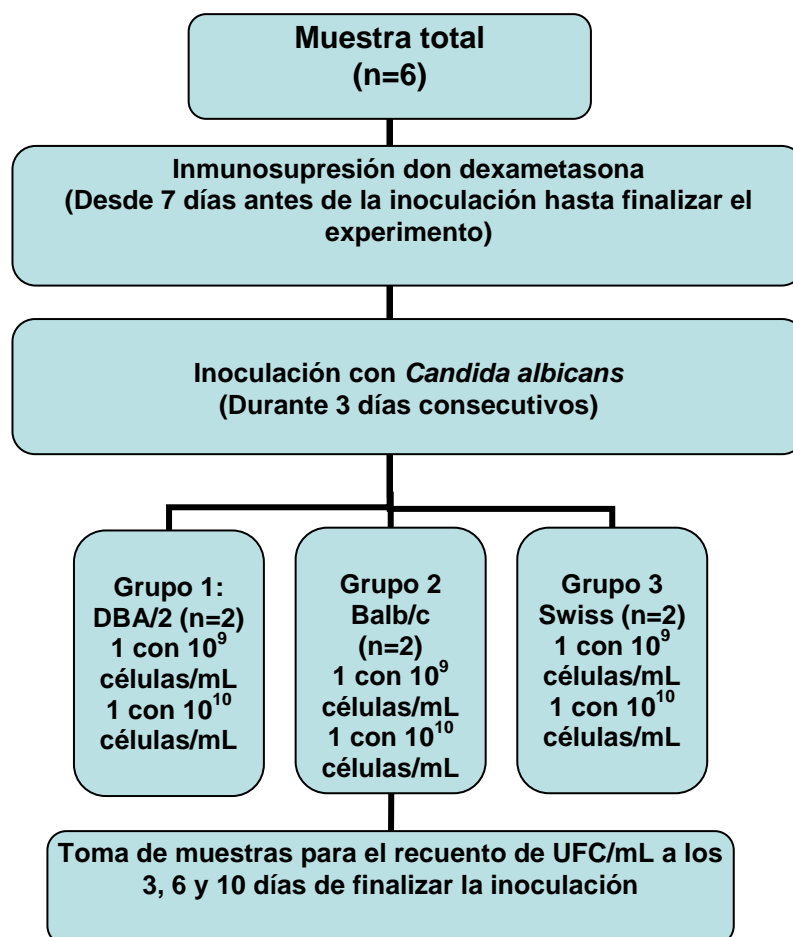 Muestra total
(n=6)
Inmunosupresión don dexametasona
(Desde 7 días antes de la inoculación hasta finalizar el
experimento)
Inoculación con Candida albicans
(Durante 3 días consecutivos)
Grupo 1:
DBA/2 (n=2)
1 con 10⁹
células/mL
1 con 10¹⁰
células/mL
Grupo 2
Balb/c
(n=2)
1 con 10⁹
células/mL
1 con 10¹⁰
células/mL
Grupo 3
Swiss (n=2)
1 con 10⁹
células/mL
1 con 10¹⁰
células/mL
Toma de muestras para el recuento de UFC/mL a los
3, 6 y 10 días de finalizar la inoculación